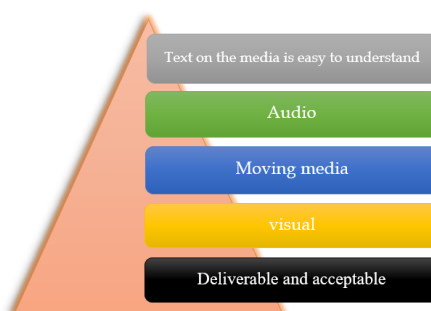 Text on the media is easy to understand
Audio
Moving media
visual
Deliverable and acceptable